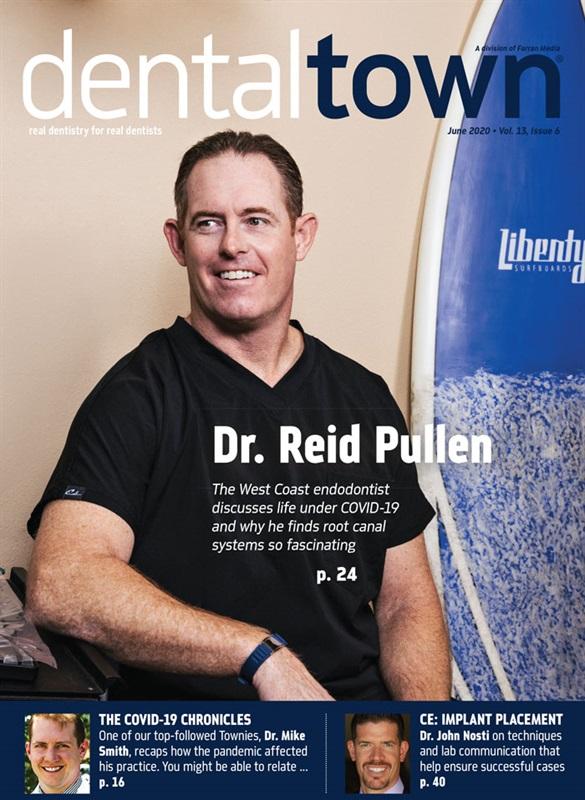 A division of Farran Media
dentaltown®
real dentistry for real dentists
June 2020 • Vol. 13, Issue 6
Liberty
SURFBOARDS
Dr. Reid Pullen
The West Coast endodontist
discusses life under COVID-19
and why he finds root canal
systems so fascinating
p. 24
THE COVID-19 CHRONICLES
One of our top-followed Townies, Dr. Mike
Smith, recaps how the pandemic affected
his practice. You might be able to relate ...
p. 16
CE: IMPLANT PLACEMENT
Dr. John Nosti on techniques
and lab communication that
help ensure successful cases
p. 40